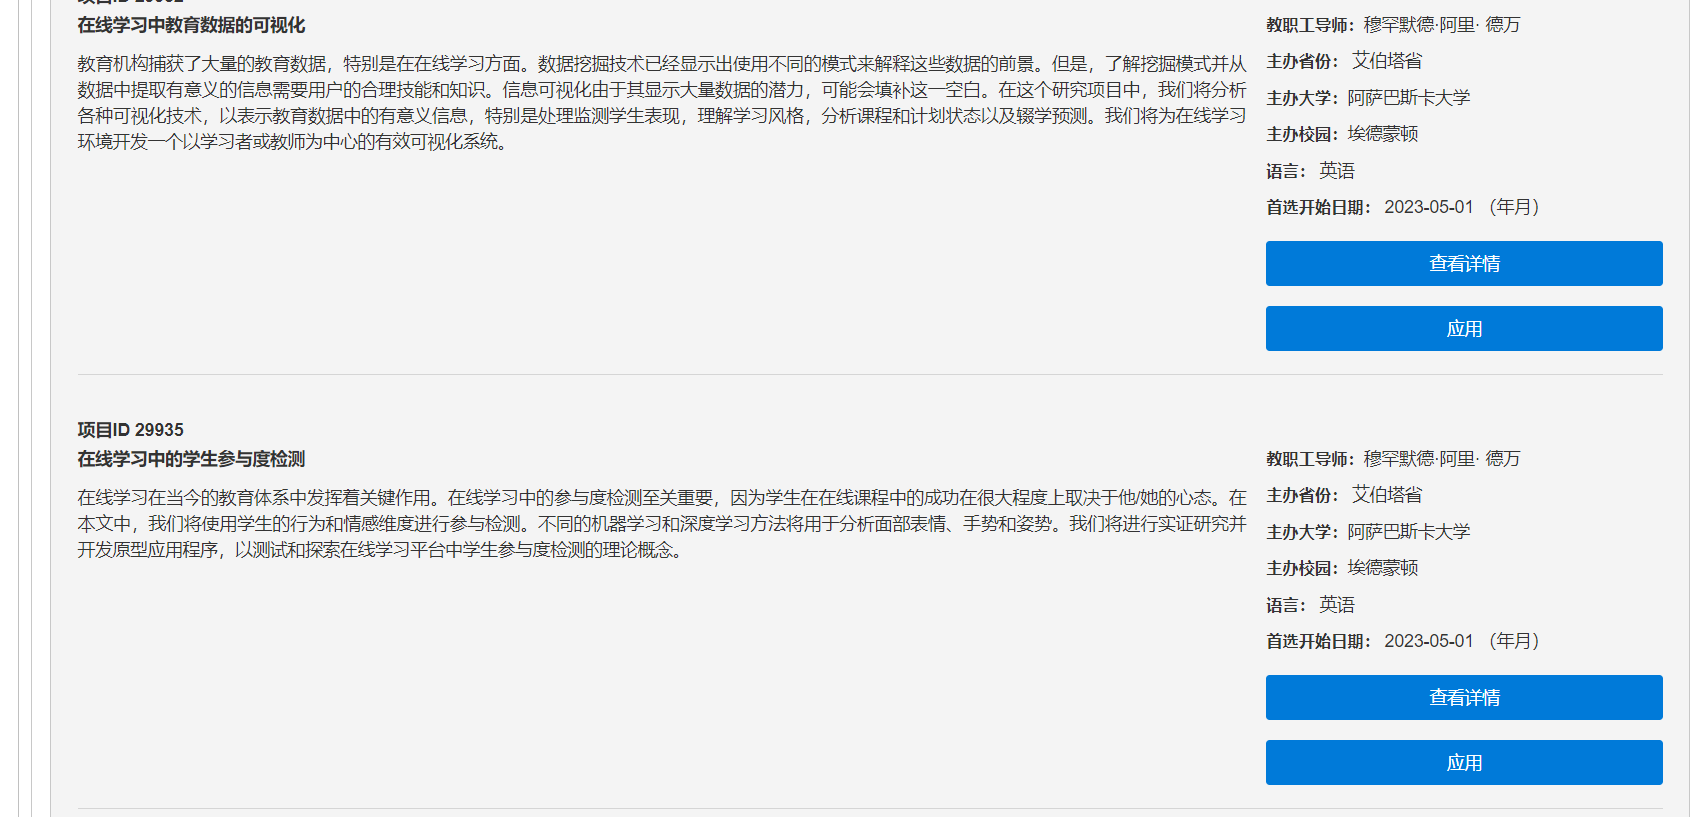 在线学习中教育数据的可视化
教育机构捕获了大量的教育数据，特别是在在线学习方面。数据挖掘技术已经显示出使用不同的模式来解释这些数据的前景。但是，了解挖掘模式并从
数据中提取有意义的信息需要用户的合理技能和知识。信息可视化由于其显示大量数据的潜力，可能会填补这一空白。在这个研究项目中，我们将分析
各种可视化技术，以表示教育数据中的有意义信息，特别是处理监测学生表现，理解学习风格，分析课程和计划状态以及辍学预测。我们将为在线学习
环境开发一个以学习者或教师为中心的有效可视化系统。
教职工导师：穆罕默德·阿里· 德万
主办省份： 艾伯塔省
主办大学：阿萨巴斯卡大学
主办校园：埃德蒙顿
语言： 英语
首选开始日期： 2023-05-01 （年月）
查看详情
应用
项目ID 29935
在线学习中的学生参与度检测
在线学习在当今的教育体系中发挥着关键作用。在线学习中的参与度检测至关重要，因为学生在在线课程中的成功在很大程度上取决于他/她的心态。在
本文中，我们将使用学生的行为和情感维度进行参与检测。不同的机器学习和深度学习方法将用于分析面部表情、手势和姿势。我们将进行实证研究并
开发原型应用程序，以测试和探索在线学习平台中学生参与度检测的理论概念。
教职工导师：穆罕默德·阿里· 德万
主办省份： 艾伯塔省
主办大学：阿萨巴斯卡大学
主办校园：埃德蒙顿
语言： 英语
首选开始日期： 2023-05-01 （年月）
查看详情
应用